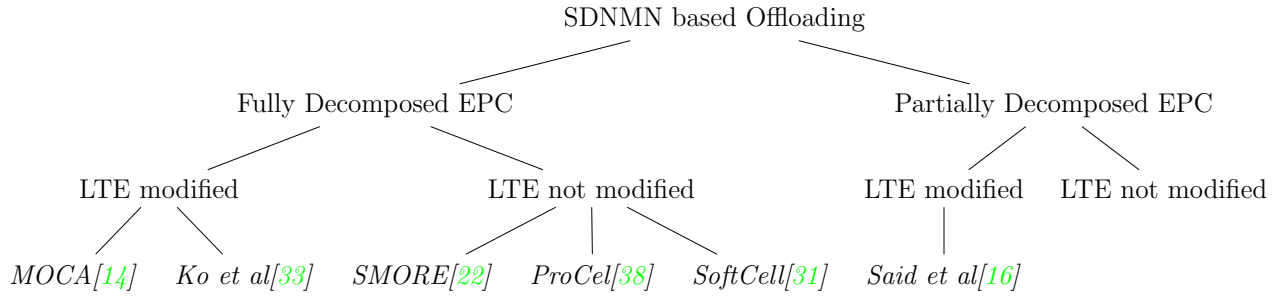 SDNMN based Offloading
Fully Decomposed EPC Partially Decomposed EPC
LTE modified LTE not modified LTE modified LTE not modified
MOCA[14] Ko et al[33] SMORE[22] ProCel[38] SoftCell[31] Said et al[16]